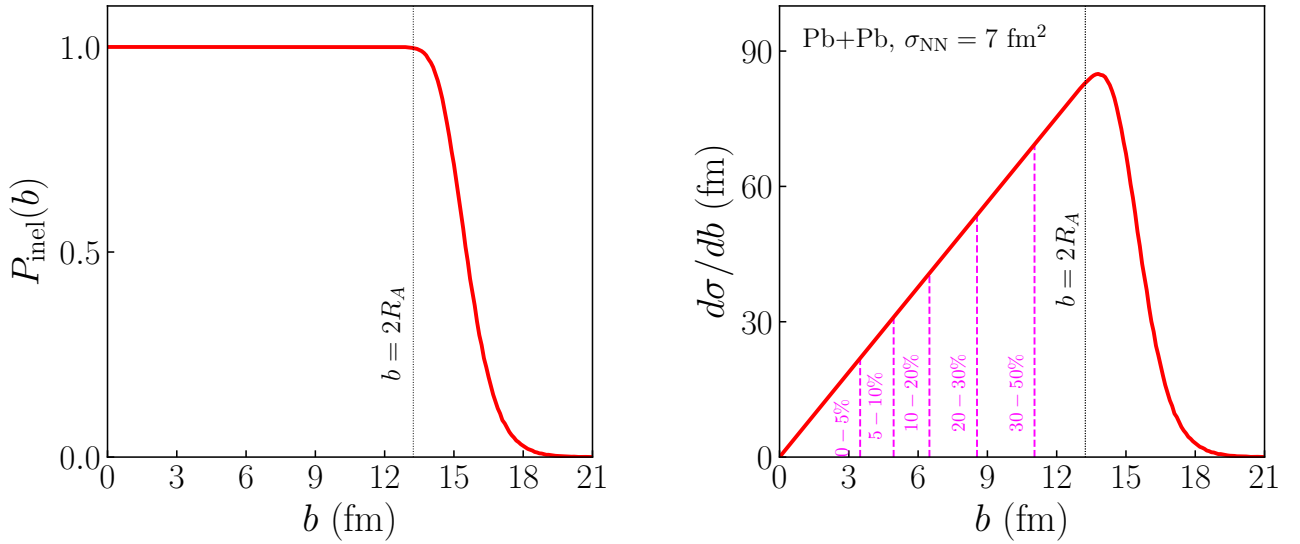 1.0
0.5
0.0
P_inel(b)
b = 2R_A
0 3 6 9 12 15 18 21
b (fm)
Pb+Pb, σ_NN = 7 fm²
90
60
30
0
dσ/db (fm)
0 − 5%
5 − 10%
10 − 20%
20 − 30%
30 − 50%
b = 2R_A
0 3 6 9 12 15 18 21
b (fm)